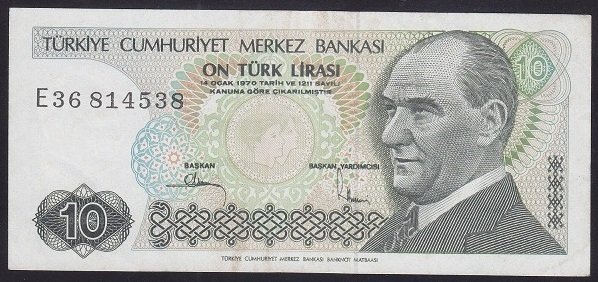 TÜRKİYE CUMHURİYET MERKEZ BANKASI
10
ON TÜRK LİRASI
14 OCAK 1970 TARİH VE 1211 SAYILI
KANUNA GÖRE ÇIKARILMIŞTIR
E36 814538
BAŞKAN
BAŞKAN YARDIMCISI
10
TÜRKİYE CUMHURİYET MERKEZ BANKASI BANKNOT MATBAASI